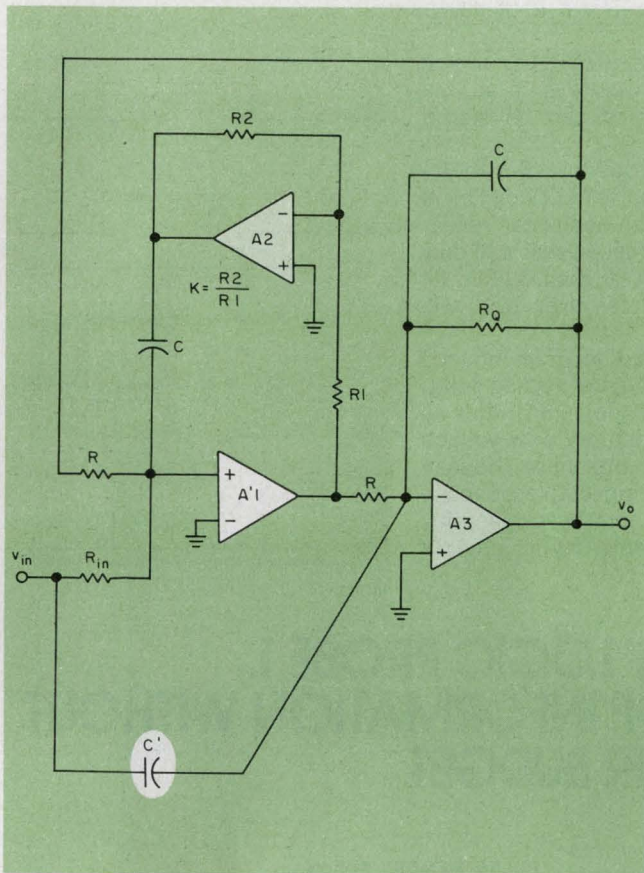 R2
C
A2
−
+
K = R2
R1
C
RQ
R1
R
+
A'1
−
R
−
A3
+
vo
vin
Rin
C'